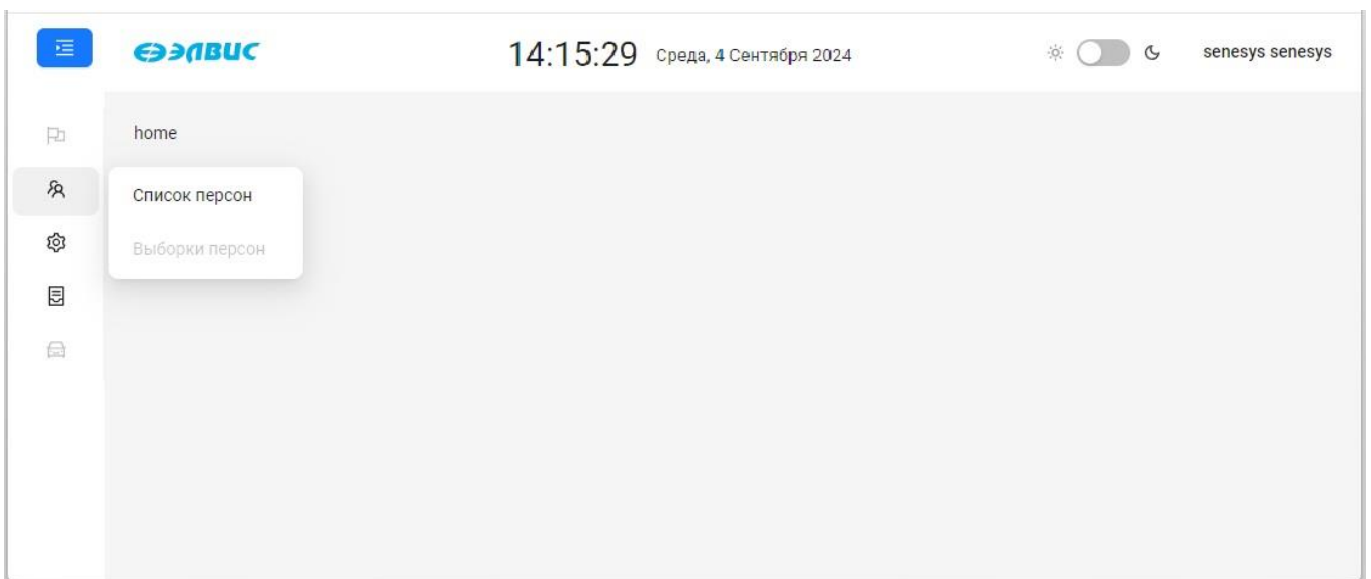 ЭЛВИС
14:15:29 Среда, 4 Сентября 2024
senesys senesys
home
Список персон
Выборки персон